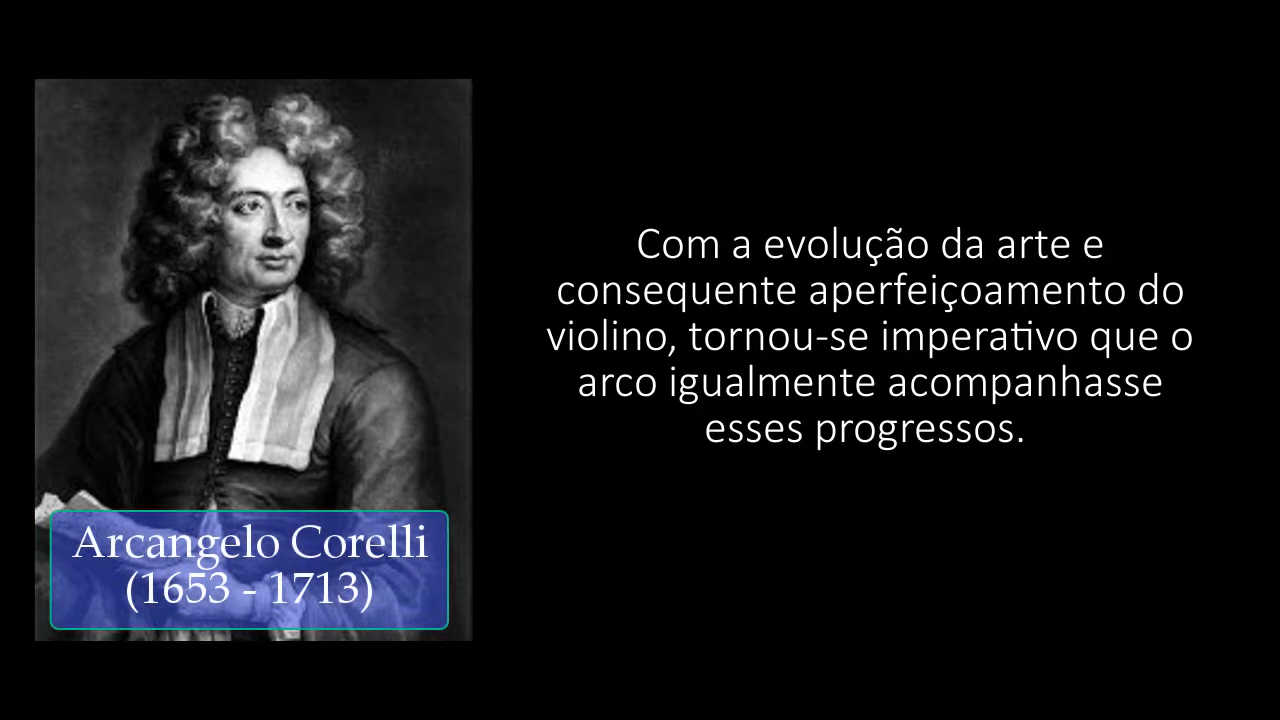 Arcangelo Corelli
(1653 - 1713)
Com a evolução da arte e
consequente aperfeiçoamento do
violino, tornou-se imperativo que o
arco igualmente acompanhasse
esses progressos.